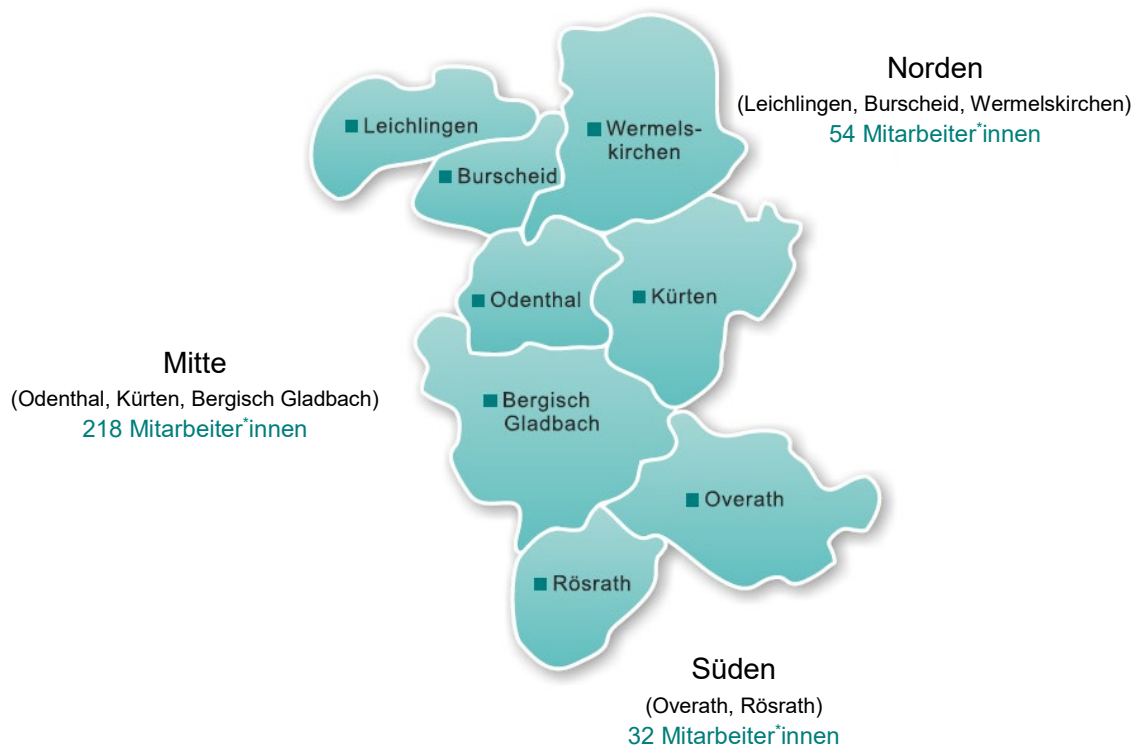 Norden
(Leichlingen, Burscheid, Wermelskirchen)
54 Mitarbeiter*innen
Leichlingen
Wermels-
kirchen
Burscheid
Odenthal
Kürten
Mitte
(Odenthal, Kürten, Bergisch Gladbach)
218 Mitarbeiter*innen
Bergisch
Gladbach
Overath
Rösrath
Süden
(Overath, Rösrath)
32 Mitarbeiter*innen